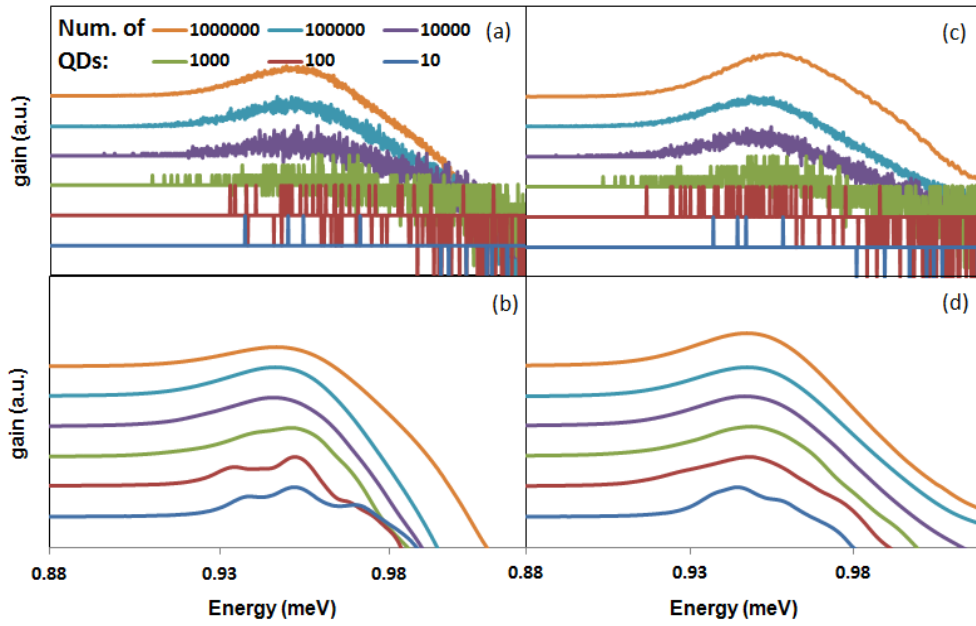 Num. of 1000000 100000 10000 (a) (c)
QDs: 1000 100 10
gain (a.u.)
(b) (d)
gain (a.u.)
0.88 0.93 0.98 0.88 0.93 0.98
Energy (meV) Energy (meV)